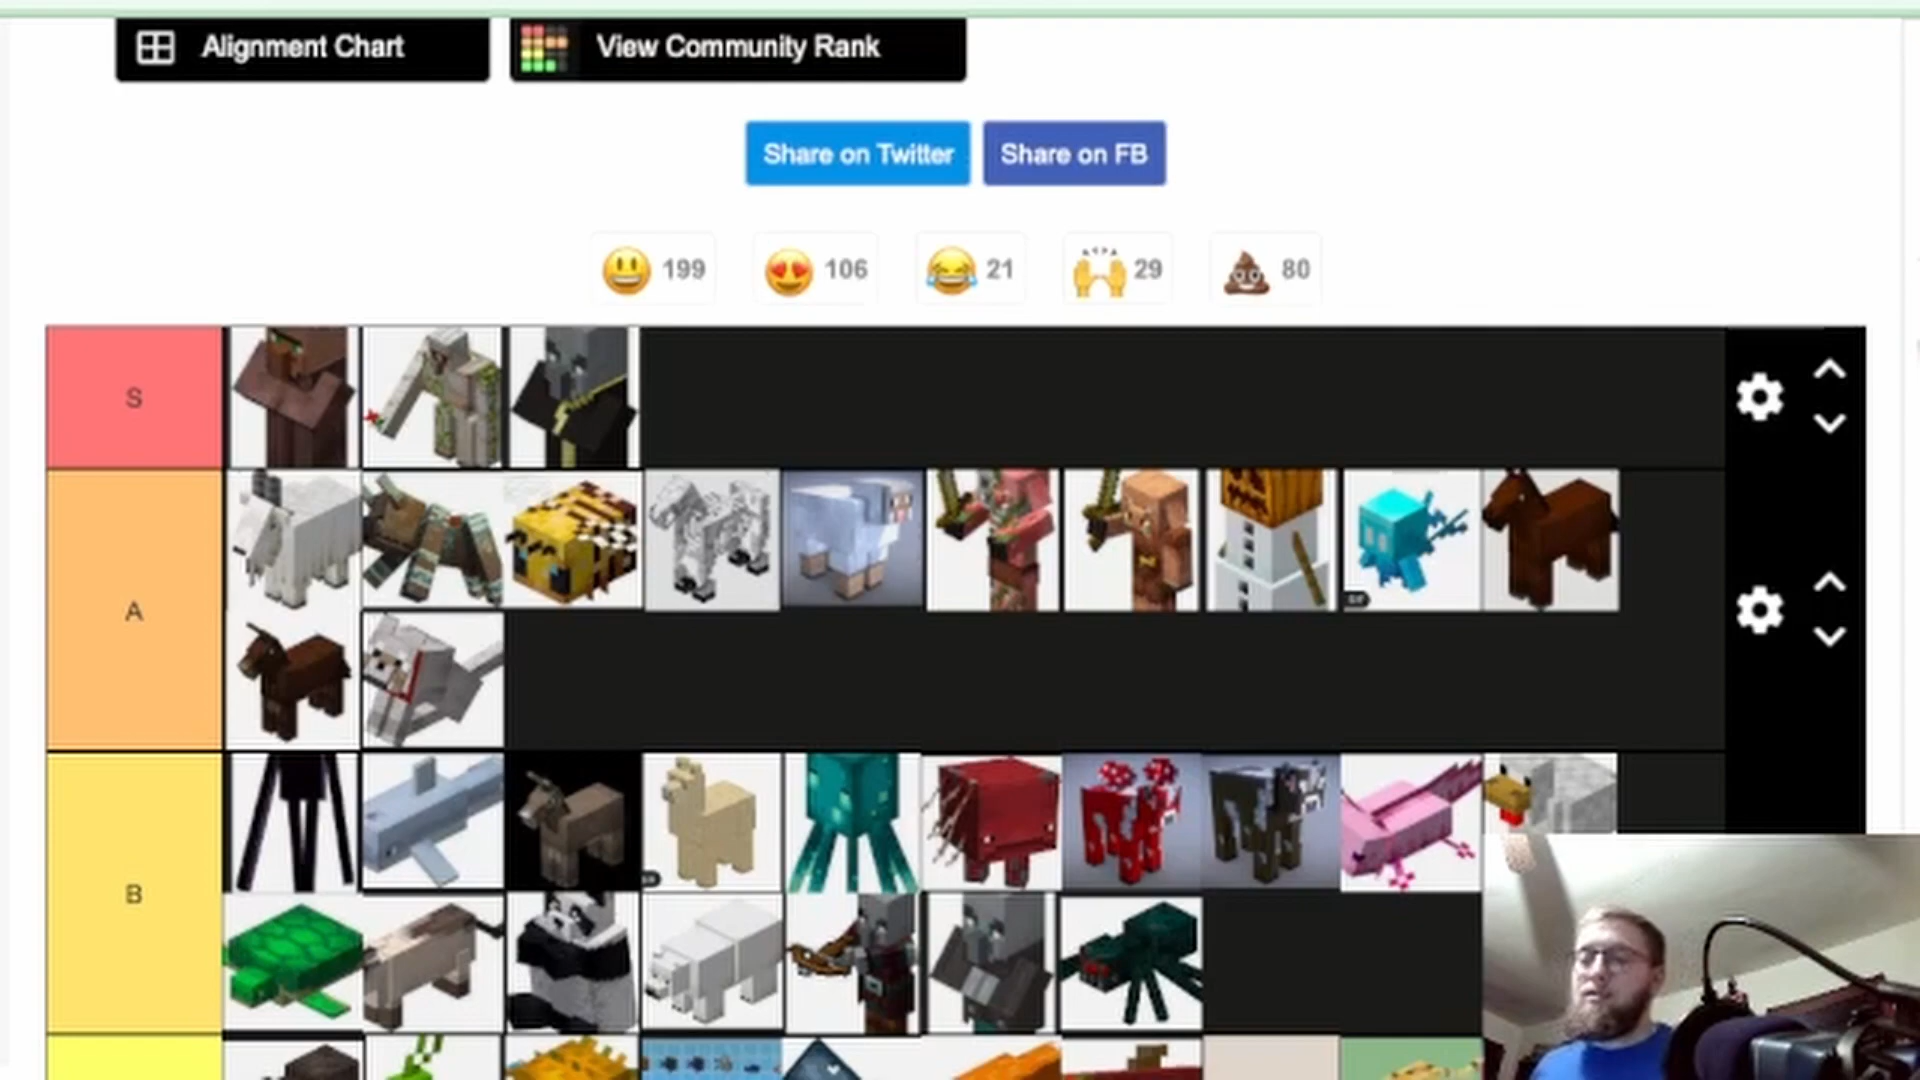 Alignment Chart
View Community Rank
Share on Twitter
Share on FB
199
106
21
29
80
S
A
B